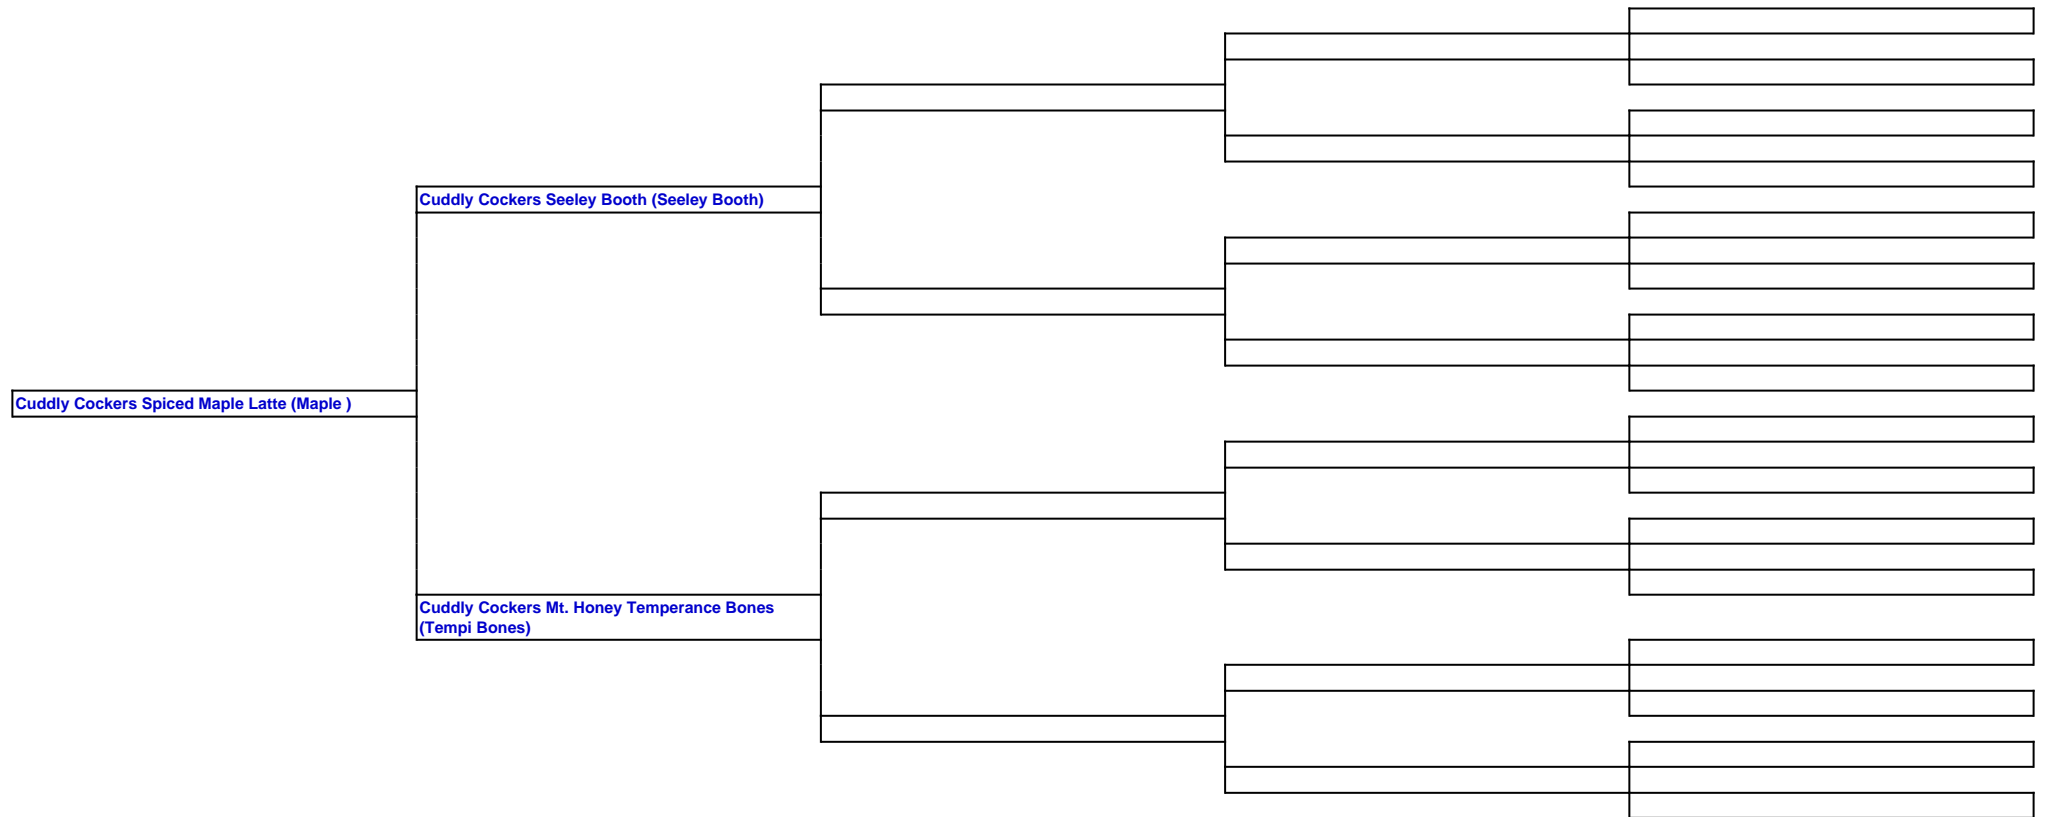 Cuddly Cockers Seeley Booth (Seeley Booth)
Cuddly Cockers Spiced Maple Latte (Maple )
Cuddly Cockers Mt. Honey Temperance Bones
(Tempi Bones)